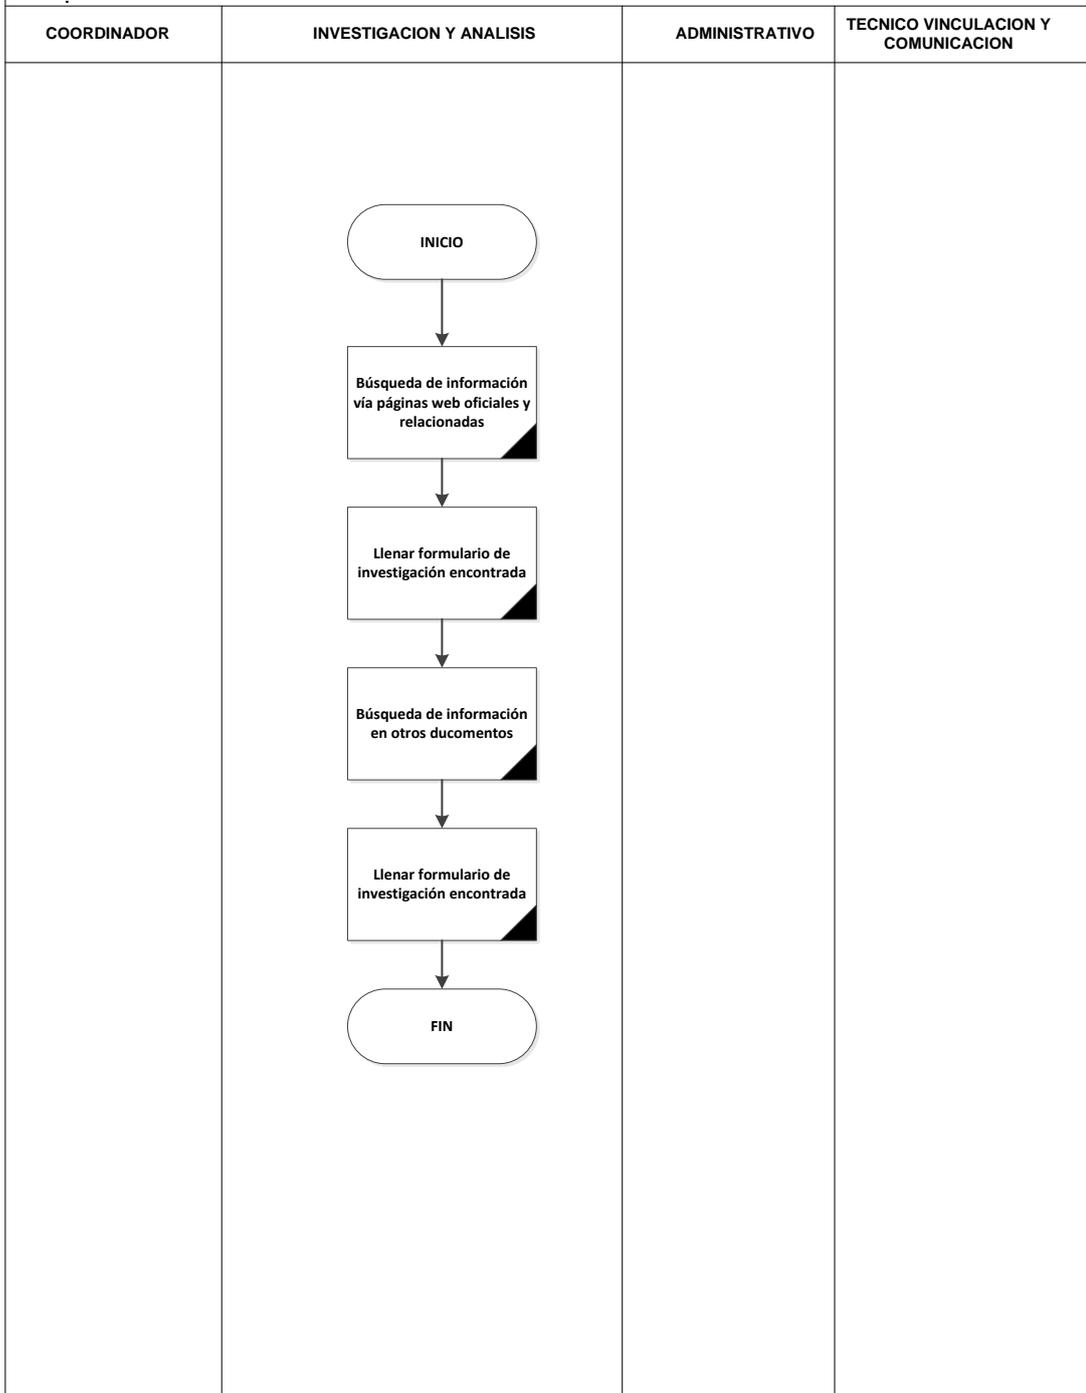 COORDINADOR
INVESTIGACION Y ANALISIS
ADMINISTRATIVO
TECNICO VINCULACION Y
COMUNICACION
INICIO
Búsqueda de información
vía páginas web oficiales y
relacionadas
Llenar formulario de
investigación encontrada
Búsqueda de información
en otros ducomentos
Llenar formulario de
investigación encontrada
FIN